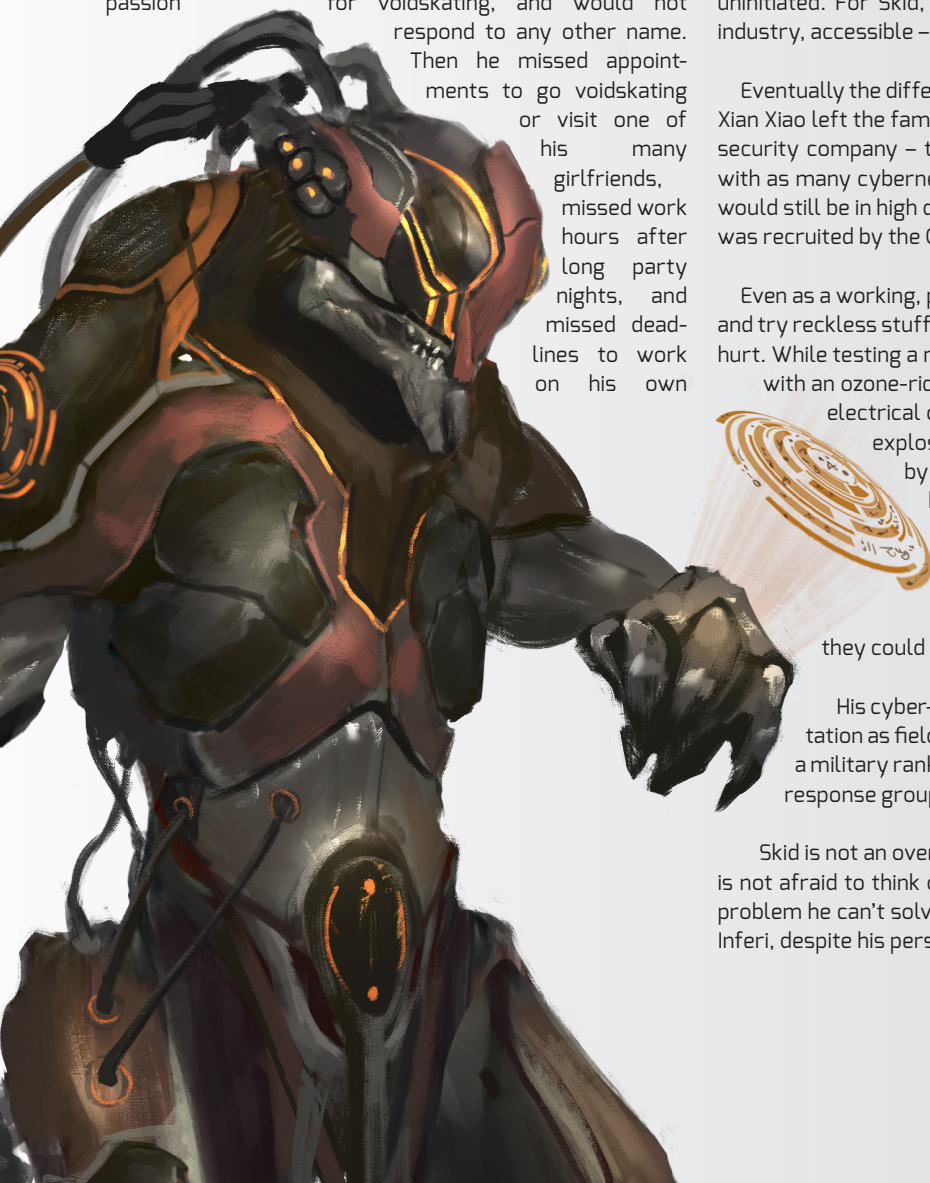 passion
for voidskating, and would not
respond to any other name.
Then he missed appoint-
ments to go voidskating
or visit one of
his many
girlfriends,
missed work
hours after
long party
nights, and
missed dead-
lines to work
on his own
uninitiated. For Skid,
industry, accessible –
Eventually the diffe
Xian Xiao left the fam
security company – t
with as many cyberne
would still be in high
was recruited by the
Even as a working, p
and try reckless stuff
hurt. While testing a
with an ozone-ric
electrical
explos
by
they could
His cyber-
tation as field
a military rank
response group
Skid is not an over
is not afraid to think
problem he can't solv
Inferi, despite his pers